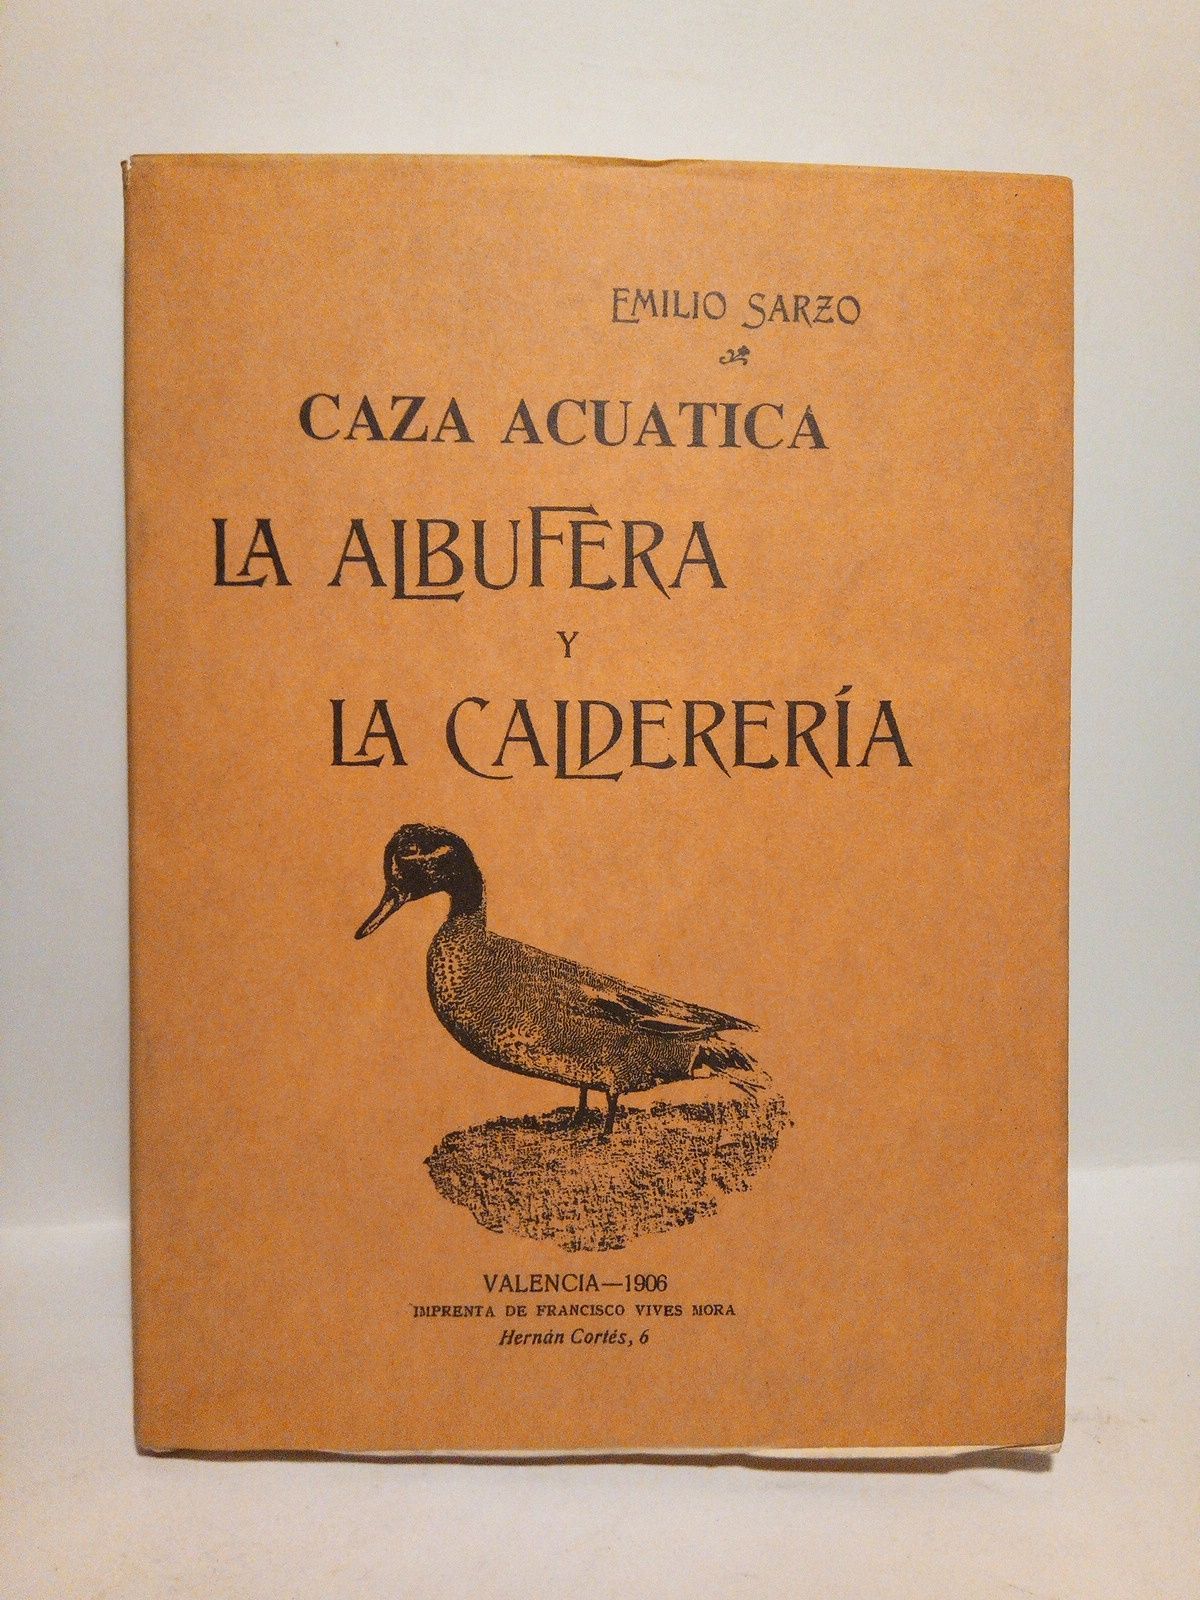 EMILIO SARZO
CAZA ACUATICA
LA ALBUFERA
Y
LA CALDERERÍA
VALENCIA—1906
IMPRENTA DE FRANCISCO VIVES MORA
Hernán Cortés, 6